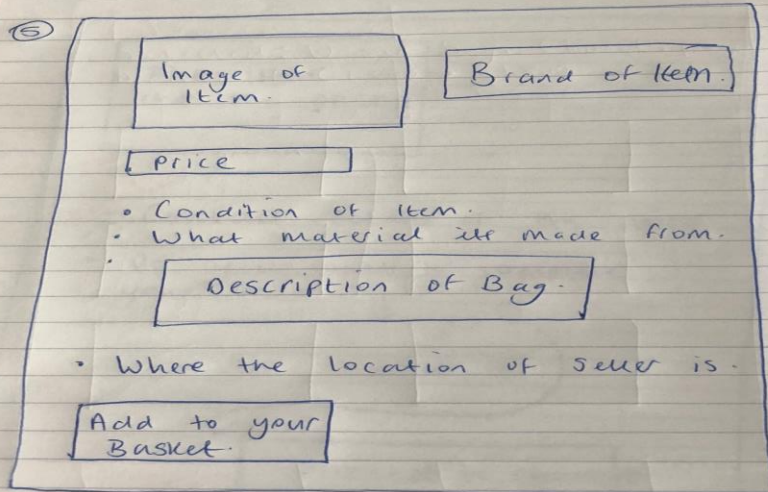 5
Image of
Item.
Brand of Item.
Price
• Condition of Item.
• What material its made from.
•
Description of Bag.
• Where the location of seller is.
Add to your
Basket.